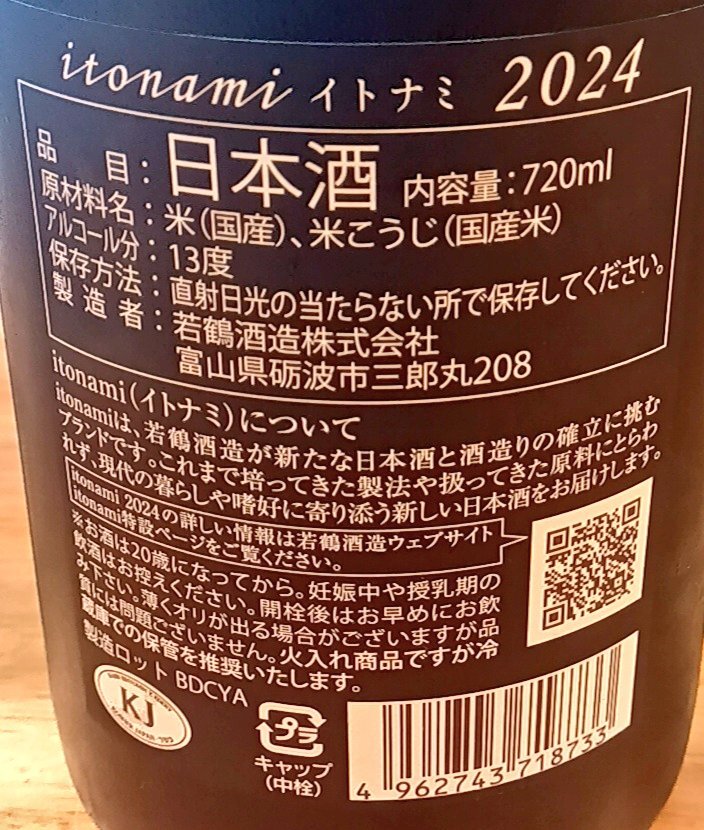 itonami イトナミ 2024
品目:日本酒 内容量:720ml
原材料名:米(国産)、米こうじ(国産米)
アルコール分:13度
保存方法:直射日光の当たらない所で保存してください。
製造者:若鶴酒造株式会社
富山県砺波市三郎丸208
itonami(イトナミ)について
itonamiは、若鶴酒造が新たな日本酒と酒造りの確立に挑む
ブランドです。これまで培ってきた製法や扱ってきた原料にとらわ
れず、現代の暮らしや嗜好に寄り添う新しい日本酒をお届けします。
itonami 2024の詳しい情報は若鶴酒造ウェブサイト
itonami特設ページをご覧ください。
※お酒は20歳になってから。妊娠中や授乳期の
飲酒はお控えください。開栓後はお早めにお飲
み下さい。薄くオリが出る場合がございますが品
質には問題ございません。火入れ商品ですが冷
蔵庫での保管を推奨いたします。
製造ロット BDCYA
KJ
プラ
キャップ
(中栓)
4 962743 718733